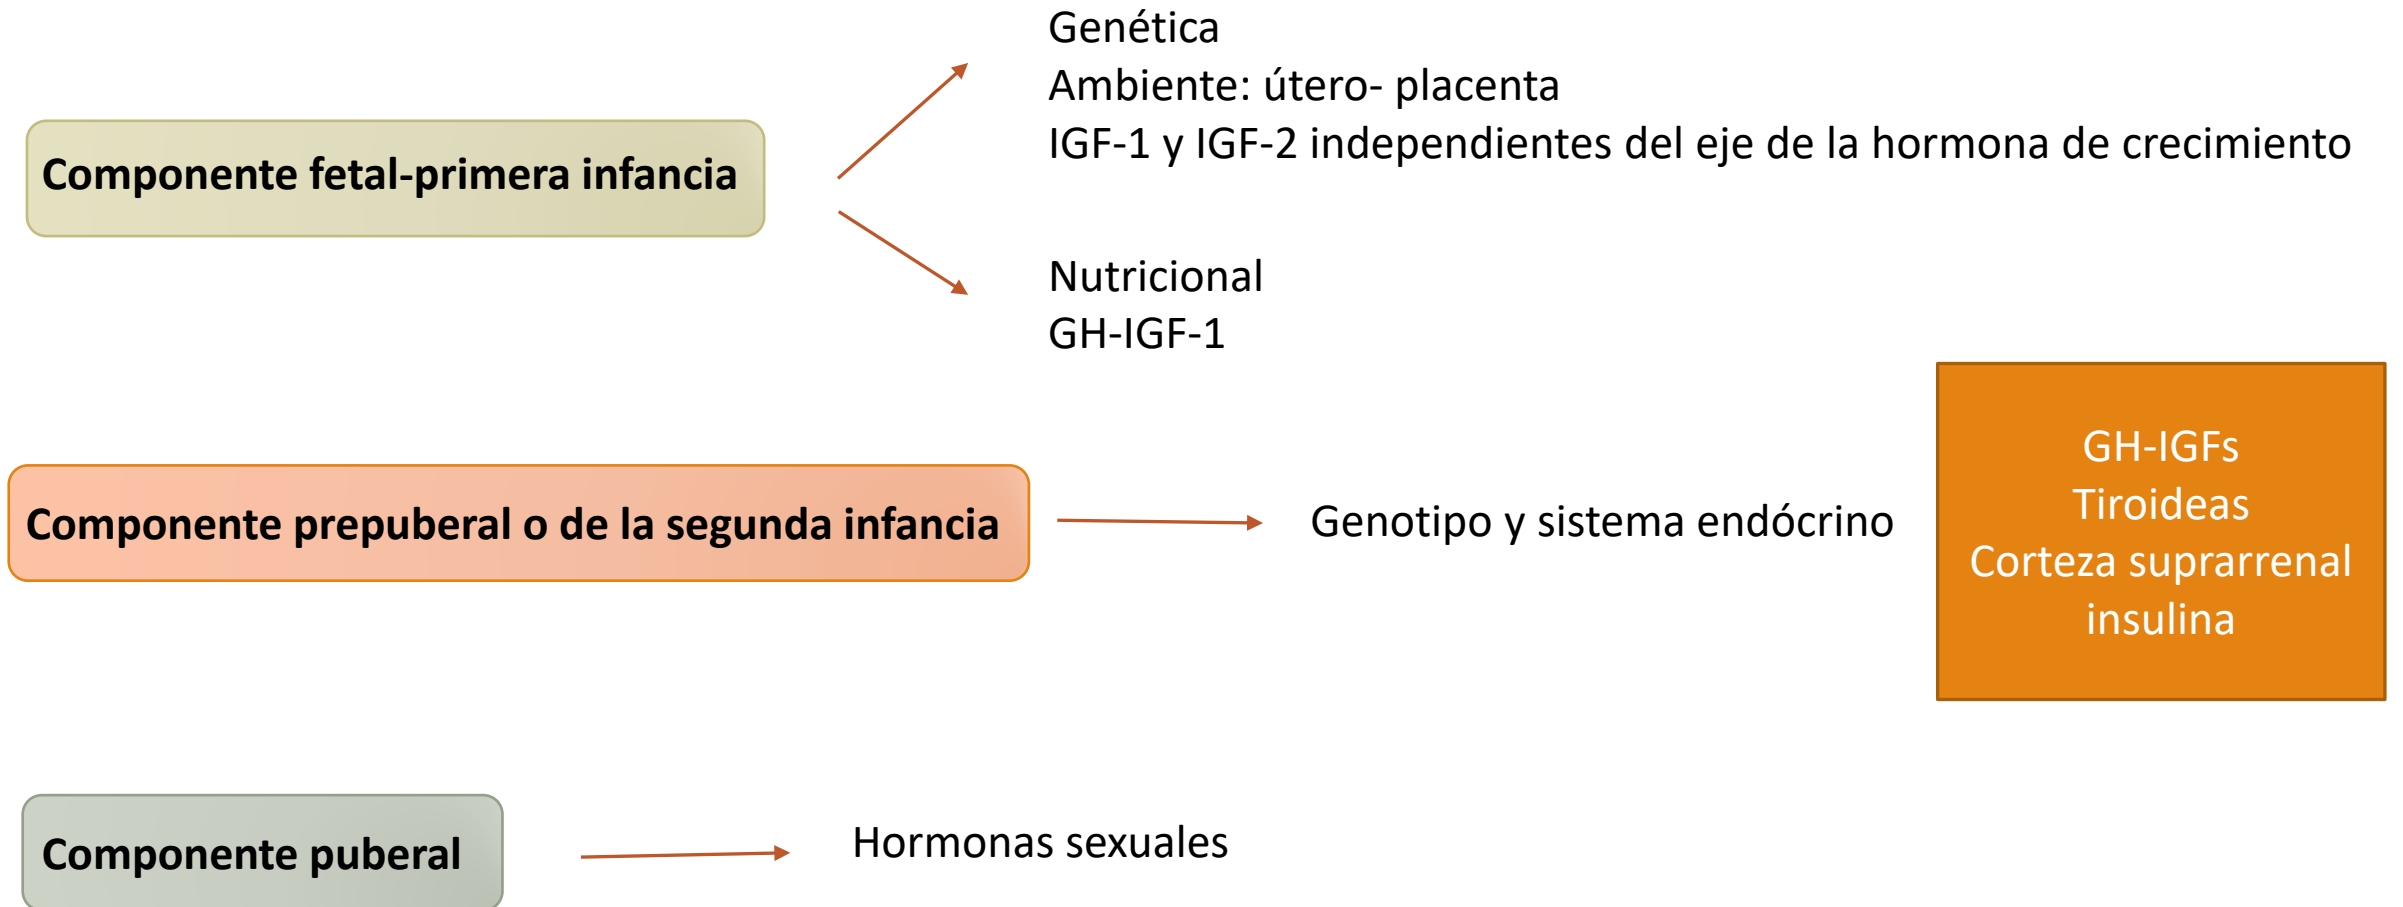 Genética
Ambiente: útero- placenta
IGF-1 y IGF-2 independientes del eje de la hormona de crecimiento
Componente fetal-primera infancia
Nutricional
GH-IGF-1
Componente prepuberal o de la segunda infancia
Genotipo y sistema endócrino
GH-IGFs
Tiroideas
Corteza suprarrenal
insulina
Componente puberal
Hormonas sexuales